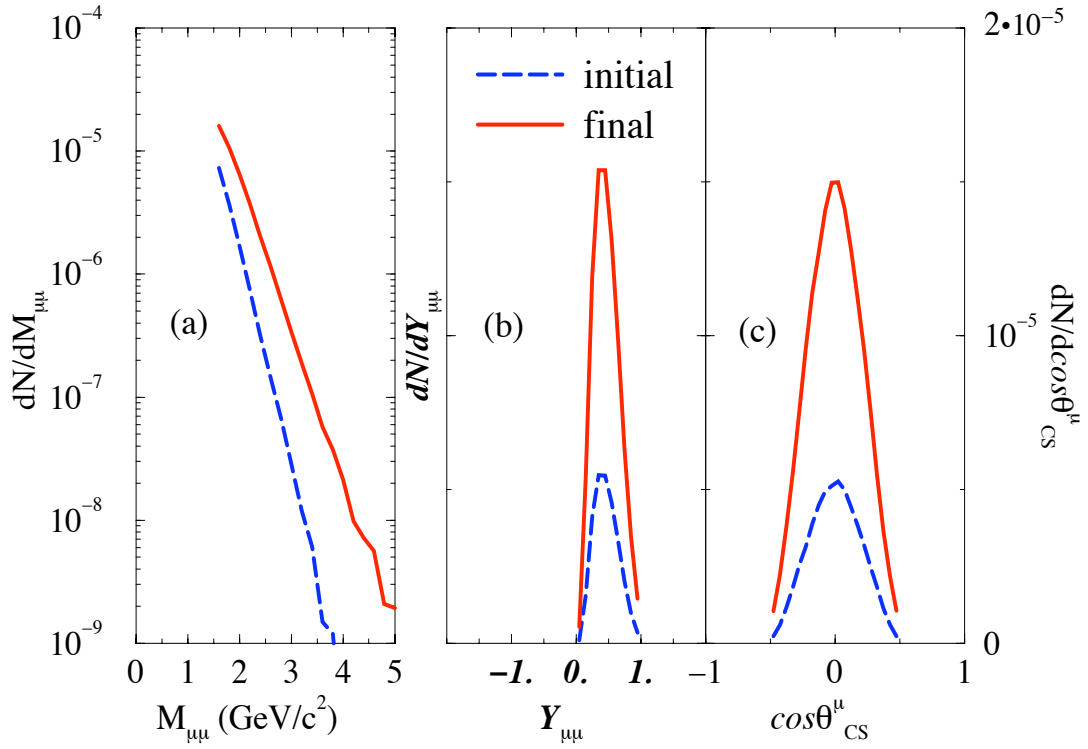 10⁻⁴
10⁻⁵
10⁻⁶
10⁻⁷
10⁻⁸
10⁻⁹
dN/dM_μμ
(a)
0 1 2 3 4 5
M_μμ (GeV/c²)
initial
final
dN/dY_μμ
(b)
−1. 0. 1.
Y_μμ
(c)
−1 0 1
cosθ^μ_CS
2•10⁻⁵
10⁻⁵
0
dN/dcosθ^μ_CS